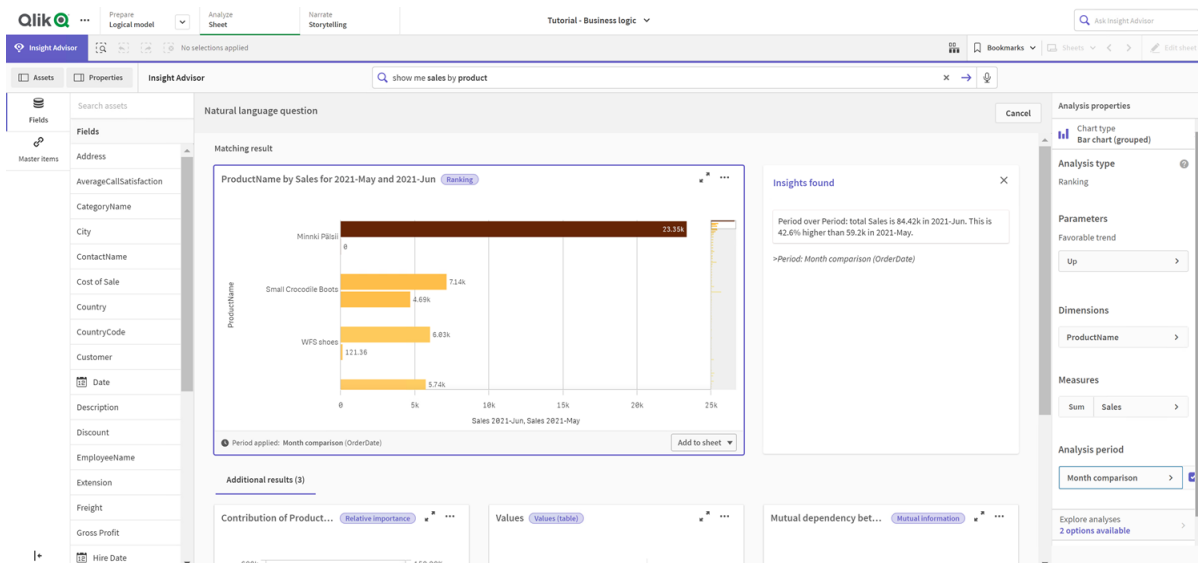 Qlik
Prepare
Logical model
Analyze
Sheet
Narrate
Storytelling
Tutorial - Business logic
Ask Insight Advisor
Insight Advisor
No selections applied
Bookmarks
Sheets
Edit sheet
Assets
Properties
Insight Advisor
show me sales by product
Fields
Master items
Search assets
Fields
Address
AverageCallSatisfaction
CategoryName
City
ContactName
Cost of Sale
Country
CountryCode
Customer
Date
Description
Discount
EmployeeName
Extension
Freight
Gross Profit
Hire Date
Natural language question
Cancel
Matching result
ProductName by Sales for 2021-May and 2021-Jun
Ranking
ProductName
Minnki Pälsii
23.35k
0
Small Crocodile Boots
7.14k
4.69k
WFS shoes
6.03k
121.36
5.74k
0 5k 10k 15k 20k 25k
Sales 2021-Jun, Sales 2021-May
Period applied: Month comparison (OrderDate)
Add to sheet
Insights found
Period over Period: total Sales is 84.42k in 2021-Jun. This is
42.6% higher than 59.2k in 2021-May.
>Period: Month comparison (OrderDate)
Additional results (3)
Contribution of Product...
Relative importance
Values
Values (table)
Mutual dependency bet...
Mutual information
Analysis properties
Chart type
Bar chart (grouped)
Analysis type
Ranking
Parameters
Favorable trend
Up
Dimensions
ProductName
Measures
Sum Sales
Analysis period
Month comparison
Explore analyses
2 options available